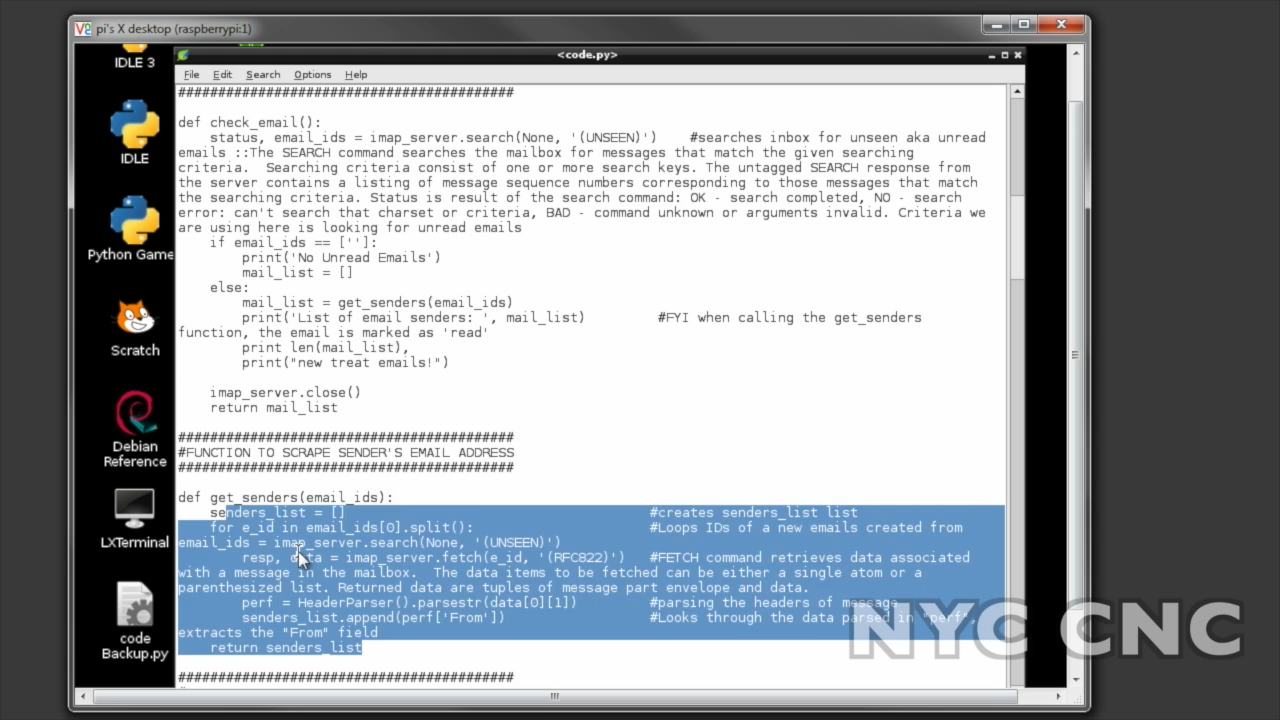 pi's X desktop (raspberrypi:1)
<code.py>
File Edit Search Options Help
##########################################
def check_email():
status, email_ids = imap_server.search(None, '(UNSEEN)') #searches inbox for unseen aka unread
emails ::The SEARCH command searches the mailbox for messages that match the given searching
criteria. Searching criteria consist of one or more search keys. The untagged SEARCH response from
the server contains a listing of message sequence numbers corresponding to those messages that match
the searching criteria. Status is result of the search command: OK - search completed, NO - search
error: can't search that charset or criteria, BAD - command unknown or arguments invalid. Criteria we
are using here is looking for unread emails
if email_ids == ['']:
print('No Unread Emails')
mail_list = []
else:
mail_list = get_senders(email_ids)
print('List of email senders: ', mail_list) #FYI when calling the get_senders
function, the email is marked as 'read'
print len(mail_list),
print("new treat emails!")
imap_server.close()
return mail_list
##########################################
#FUNCTION TO SCRAPE SENDER'S EMAIL ADDRESS
##########################################
def get_senders(email_ids):
senders_list = [] #creates senders_list list
for e_id in email_ids[0].split(): #Loops IDs of a new emails created from
email_ids = imap_server.search(None, '(UNSEEN)')
resp, data = imap_server.fetch(e_id, '(RFC822)') #FETCH command retrieves data associated
with a message in the mailbox. The data items to be fetched can be either a single atom or a
parenthesized list. Returned data are tuples of message part envelope and data.
perf = HeaderParser().parsestr(data[0][1]) #parsing the headers of message
senders_list.append(perf['From']) #Looks through the data parsed in "perf",
extracts the "From" field
return senders_list
##########################################
IDLE 3
IDLE
Python Game
Scratch
Debian
Reference
LXTerminal
code
Backup.py
NYC CNC